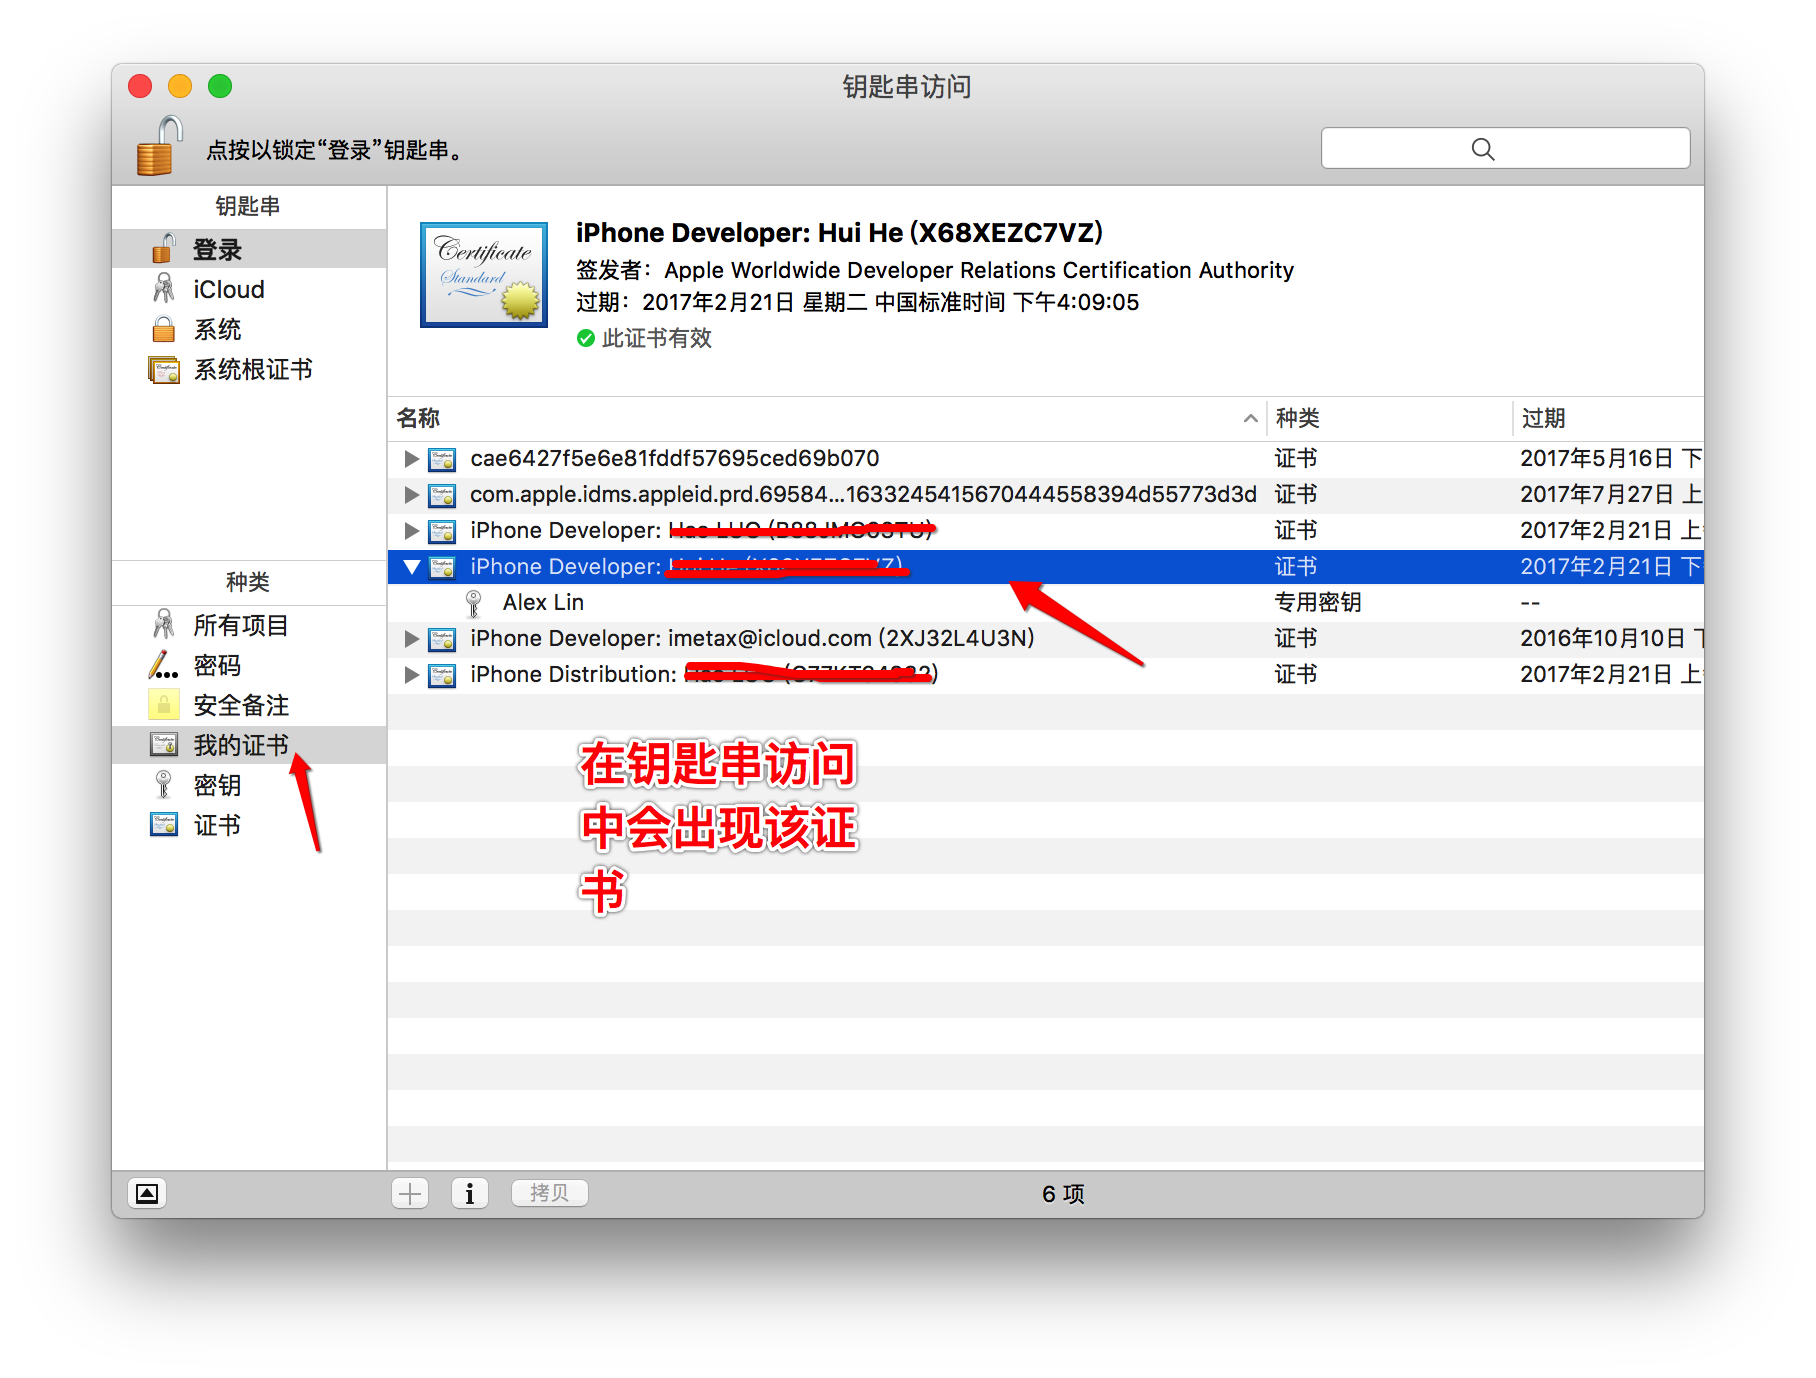 钥匙串访问
点按以锁定“登录”钥匙串。
钥匙串
登录
iCloud
系统
系统根证书
种类
所有项目
密码
安全备注
我的证书
密钥
证书
Certificate
Standard
iPhone Developer: Hui He (X68XEZC7VZ)
签发者：Apple Worldwide Developer Relations Certification Authority
过期：2017年2月21日 星期二 中国标准时间 下午4:09:05
此证书有效
名称 种类 过期
cae6427f5e6e81fddf57695ced69b070 证书 2017年5月16日 下
com.apple.idms.appleid.prd.69584...1633245415670444558394d55773d3d 证书 2017年7月27日 上
iPhone Developer: 证书 2017年2月21日 上
iPhone Developer: 证书 2017年2月21日 下
Alex Lin 专用密钥 --
iPhone Developer: imetax@icloud.com (2XJ32L4U3N) 证书 2016年10月10日 下
iPhone Distribution: 证书 2017年2月21日 上
在钥匙串访问
中会出现该证
书
拷贝
6 项